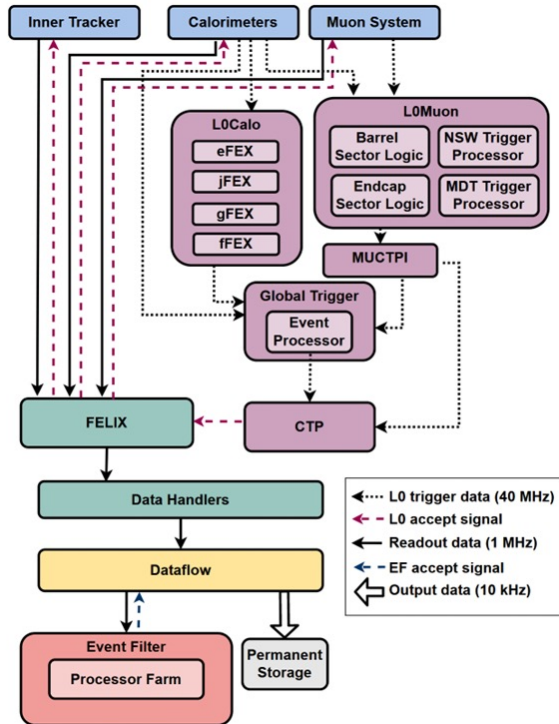 Inner Tracker
Calorimeters
Muon System
L0Calo
eFEX
jFEX
gFEX
fFEX
L0Muon
Barrel
Sector Logic
NSW Trigger
Processor
Endcap
Sector Logic
MDT Trigger
Processor
MUCTPI
Global Trigger
Event
Processor
FELIX
CTP
Data Handlers
Dataflow
Event Filter
Processor Farm
Permanent
Storage
L0 trigger data (40 MHz)
L0 accept signal
Readout data (1 MHz)
EF accept signal
Output data (10 kHz)